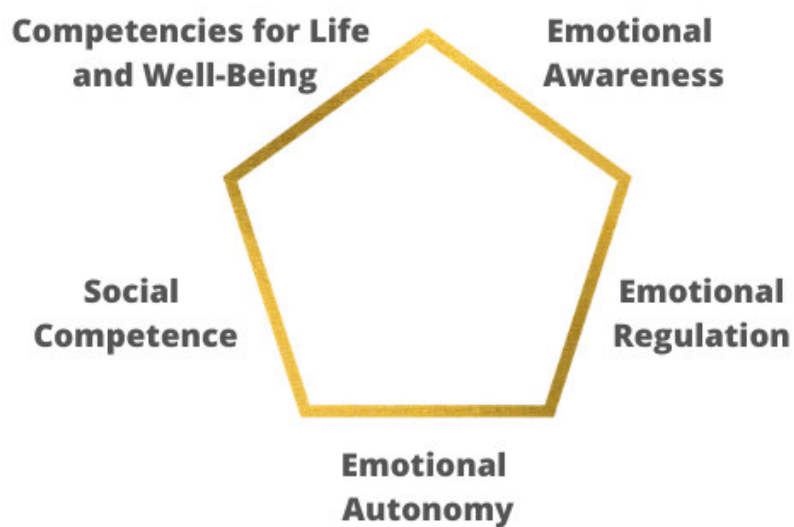 Competencies for Life
and Well-Being
Emotional
Awareness
Social
Competence
Emotional
Regulation
Emotional
Autonomy